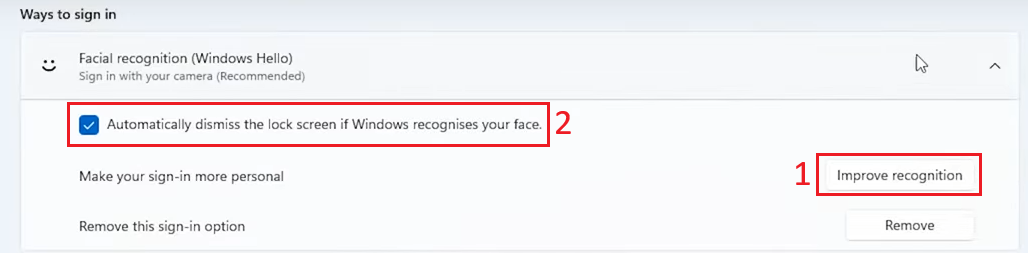 Ways to sign in
Facial recognition (Windows Hello)
Sign in with your camera (Recommended)
Automatically dismiss the lock screen if Windows recognises your face. 2
Make your sign-in more personal 1 Improve recognition
Remove this sign-in option Remove